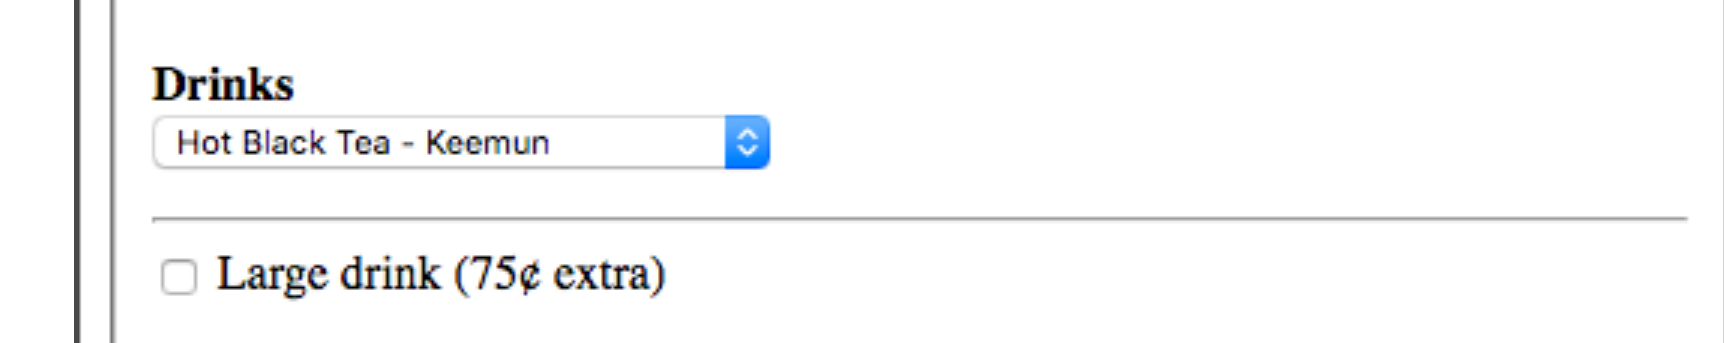 Drinks
Hot Black Tea - Keemun
Large drink (75¢ extra)